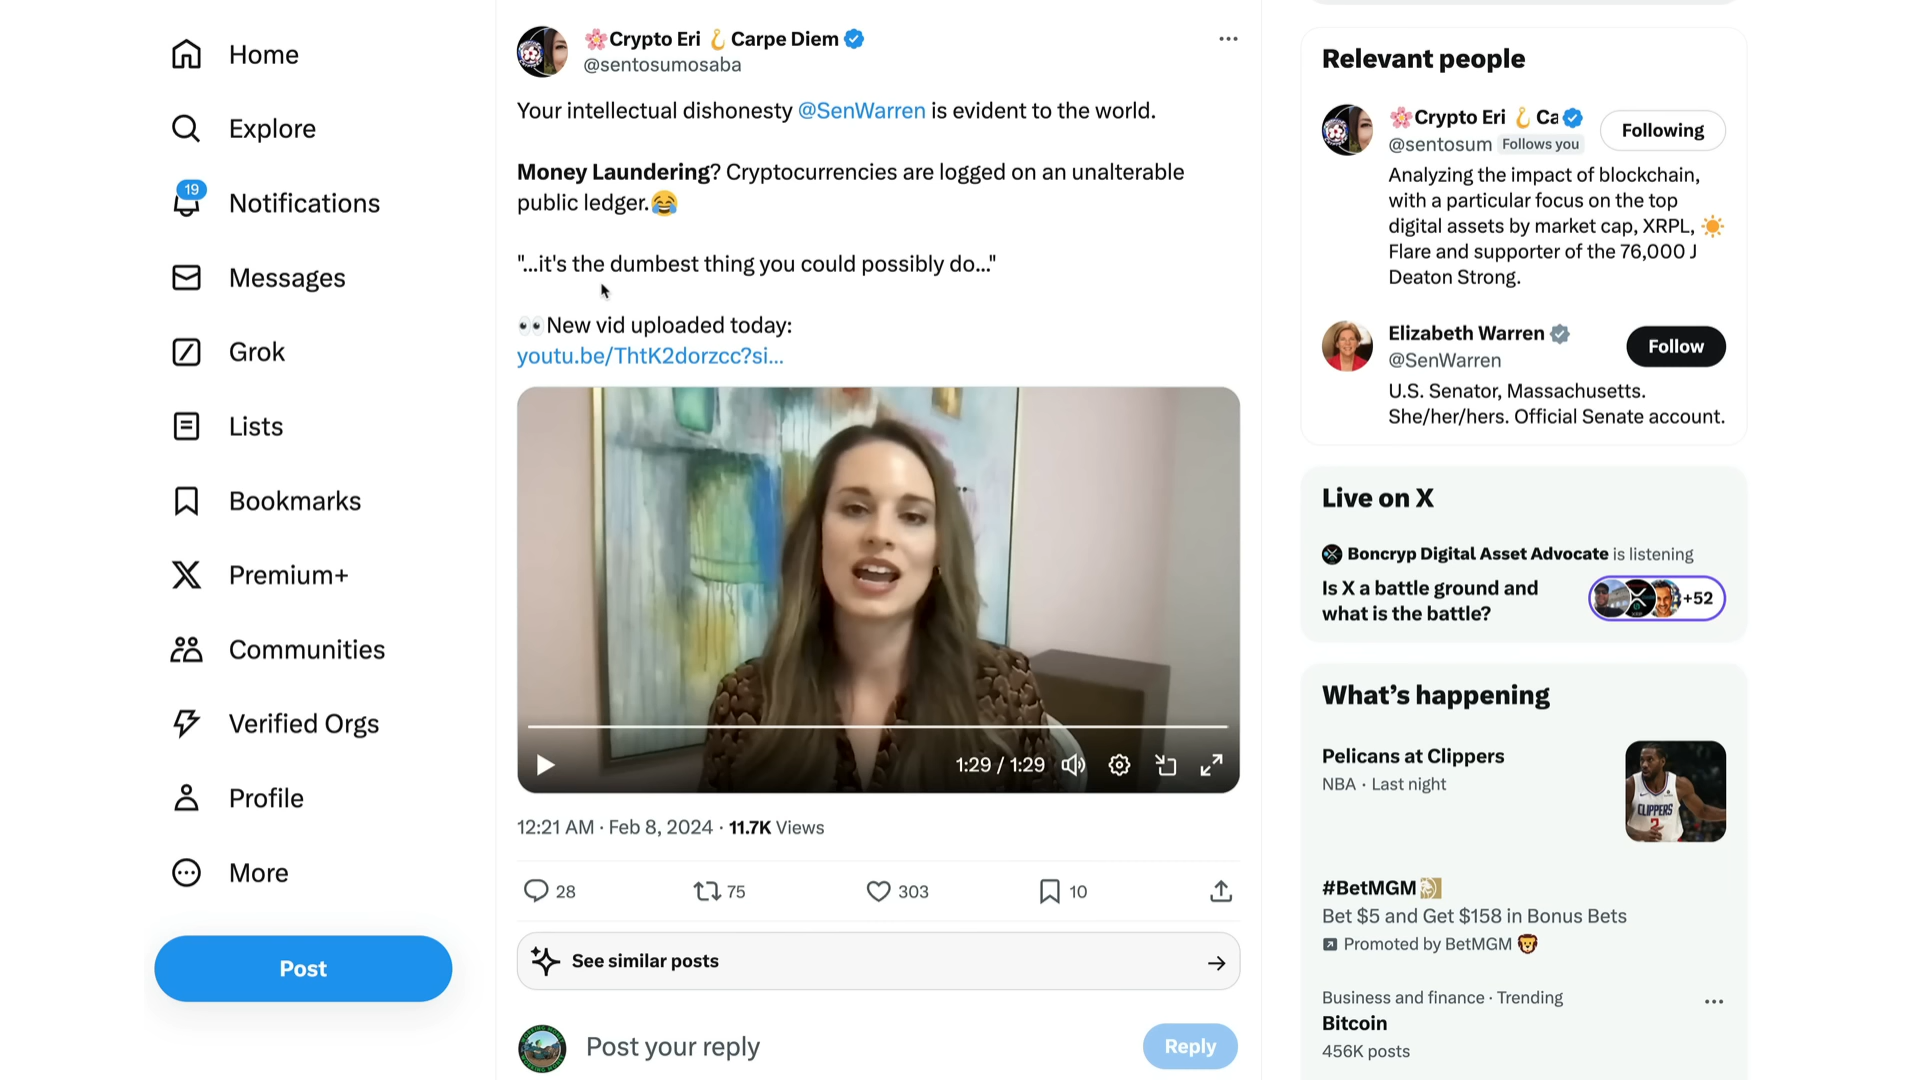 Home
Explore
19
Notifications
Messages
Grok
Lists
Bookmarks
Premium+
Communities
Verified Orgs
Profile
More
Post
🌸Crypto Eri 🪝Carpe Diem
@sentosumosaba
Your intellectual dishonesty @SenWarren is evident to the world.
Money Laundering? Cryptocurrencies are logged on an unalterable
public ledger.😂
"...it's the dumbest thing you could possibly do..."
👀New vid uploaded today:
youtu.be/ThtK2dorzcc?si...
1:29 / 1:29
12:21 AM · Feb 8, 2024 · 11.7K Views
28
75
303
10
See similar posts
Post your reply
Reply
Relevant people
🌸Crypto Eri 🪝Ca
@sentosum Follows you
Following
Analyzing the impact of blockchain,
with a particular focus on the top
digital assets by market cap, XRPL, ☀️
Flare and supporter of the 76,000 J
Deaton Strong.
Elizabeth Warren
@SenWarren
Follow
U.S. Senator, Massachusetts.
She/her/hers. Official Senate account.
Live on X
Boncryp Digital Asset Advocate is listening
Is X a battle ground and
what is the battle?
+52
What’s happening
Pelicans at Clippers
NBA · Last night
CLIPPERS
2
#BetMGM
Bet $5 and Get $158 in Bonus Bets
Promoted by BetMGM 🦁
Business and finance · Trending
Bitcoin
456K posts